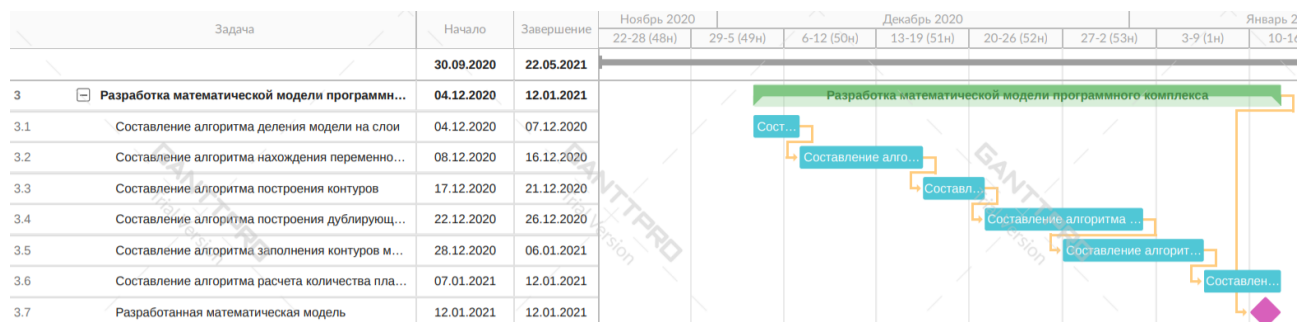 Задача Начало Завершение Ноябрь 2020 Декабрь 2020 Январь 2
22-28 (48н) 29-5 (49н) 6-12 (50н) 13-19 (51н) 20-26 (52н) 27-2 (53н) 3-9 (1н) 10-16
30.09.2020 22.05.2021
3 Разработка математической модели программн... 04.12.2020 12.01.2021 Разработка математической модели программного комплекса
3.1 Составление алгоритма деления модели на слои 04.12.2020 07.12.2020 Сост...
3.2 Составление алгоритма нахождения переменно... 08.12.2020 16.12.2020 Составление алго...
3.3 Составление алгоритма построения контуров 17.12.2020 21.12.2020 Составл...
3.4 Составление алгоритма построения дублирующ... 22.12.2020 26.12.2020 Составление алгоритма ...
3.5 Составление алгоритма заполнения контуров м... 28.12.2020 06.01.2021 Составление алгорит...
3.6 Составление алгоритма расчета количества пла... 07.01.2021 12.01.2021 Составлен...
3.7 Разработанная математическая модель 12.01.2021 12.01.2021
GANTTPRO
Trial Version
GANTTPRO
Trial Version
GANTTPRO
Trial Version